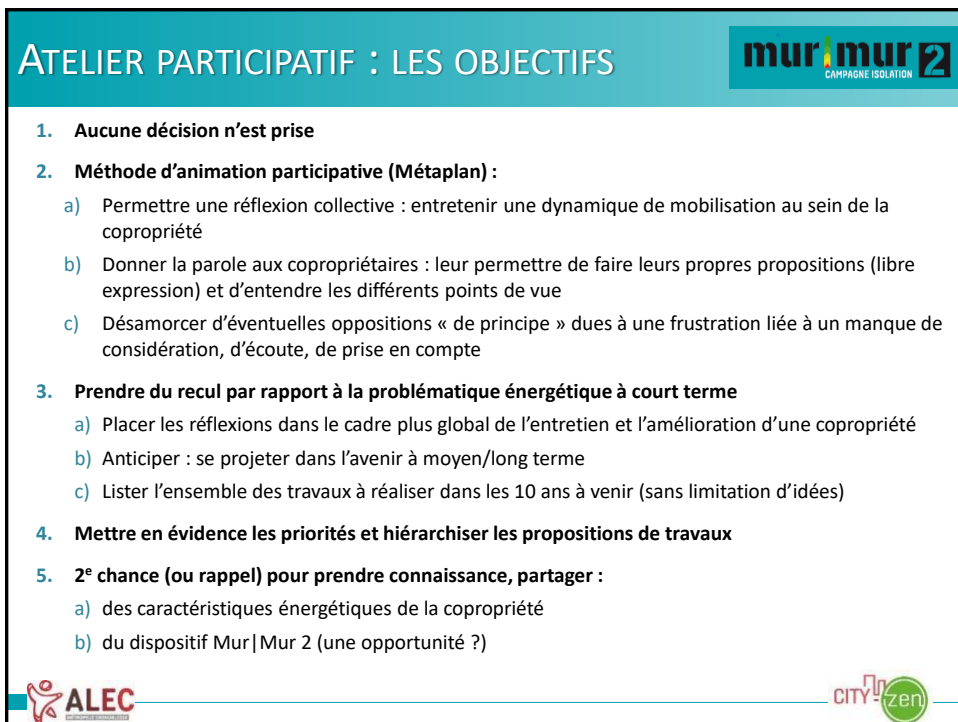 ATELIER PARTICIPATIF : LES OBJECTIFS
mur|mur 2
CAMPAGNE ISOLATION
1. Aucune décision n'est prise
2. Méthode d'animation participative (Métaplan) :
a) Permettre une réflexion collective : entretenir une dynamique de mobilisation au sein de la
copropriété
b) Donner la parole aux copropriétaires : leur permettre de faire leurs propres propositions (libre
expression) et d'entendre les différents points de vue
c) Désamorcer d'éventuelles oppositions « de principe » dues à une frustration liée à un manque de
considération, d'écoute, de prise en compte
3. Prendre du recul par rapport à la problématique énergétique à court terme
a) Placer les réflexions dans le cadre plus global de l'entretien et l'amélioration d'une copropriété
b) Anticiper : se projeter dans l'avenir à moyen/long terme
c) Lister l'ensemble des travaux à réaliser dans les 10 ans à venir (sans limitation d'idées)
4. Mettre en évidence les priorités et hiérarchiser les propositions de travaux
5. 2e chance (ou rappel) pour prendre connaissance, partager :
a) des caractéristiques énergétiques de la copropriété
b) du dispositif Mur|Mur 2 (une opportunité ?)
ALEC
CITY-zen